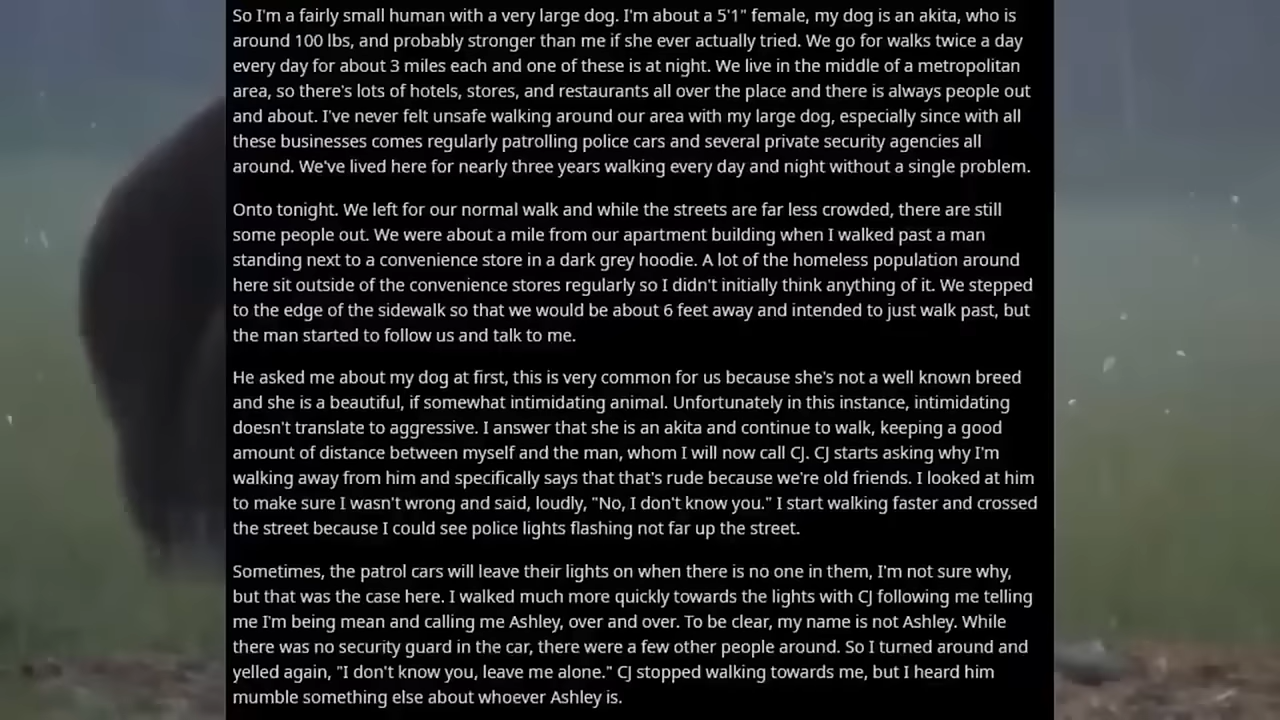 So I'm a fairly small human with a very large dog. I'm about a 5'1" female, my dog is an akita, who is
around 100 lbs, and probably stronger than me if she ever actually tried. We go for walks twice a day
every day for about 3 miles each and one of these is at night. We live in the middle of a metropolitan
area, so there's lots of hotels, stores, and restaurants all over the place and there is always people out
and about. I've never felt unsafe walking around our area with my large dog, especially since with all
these businesses comes regularly patrolling police cars and several private security agencies all
around. We've lived here for nearly three years walking every day and night without a single problem.
Onto tonight. We left for our normal walk and while the streets are far less crowded, there are still
some people out. We were about a mile from our apartment building when I walked past a man
standing next to a convenience store in a dark grey hoodie. A lot of the homeless population around
here sit outside of the convenience stores regularly so I didn't initially think anything of it. We stepped
to the edge of the sidewalk so that we would be about 6 feet away and intended to just walk past, but
the man started to follow us and talk to me.
He asked me about my dog at first, this is very common for us because she's not a well known breed
and she is a beautiful, if somewhat intimidating animal. Unfortunately in this instance, intimidating
doesn't translate to aggressive. I answer that she is an akita and continue to walk, keeping a good
amount of distance between myself and the man, whom I will now call CJ. CJ starts asking why I'm
walking away from him and specifically says that that's rude because we're old friends. I looked at him
to make sure I wasn't wrong and said, loudly, "No, I don't know you." I start walking faster and crossed
the street because I could see police lights flashing not far up the street.
Sometimes, the patrol cars will leave their lights on when there is no one in them, I'm not sure why,
but that was the case here. I walked much more quickly towards the lights with CJ following me telling
me I'm being mean and calling me Ashley, over and over. To be clear, my name is not Ashley. While
there was no security guard in the car, there were a few other people around. So I turned around and
yelled again, "I don't know you, leave me alone." CJ stopped walking towards me, but I heard him
mumble something else about whoever Ashley is.